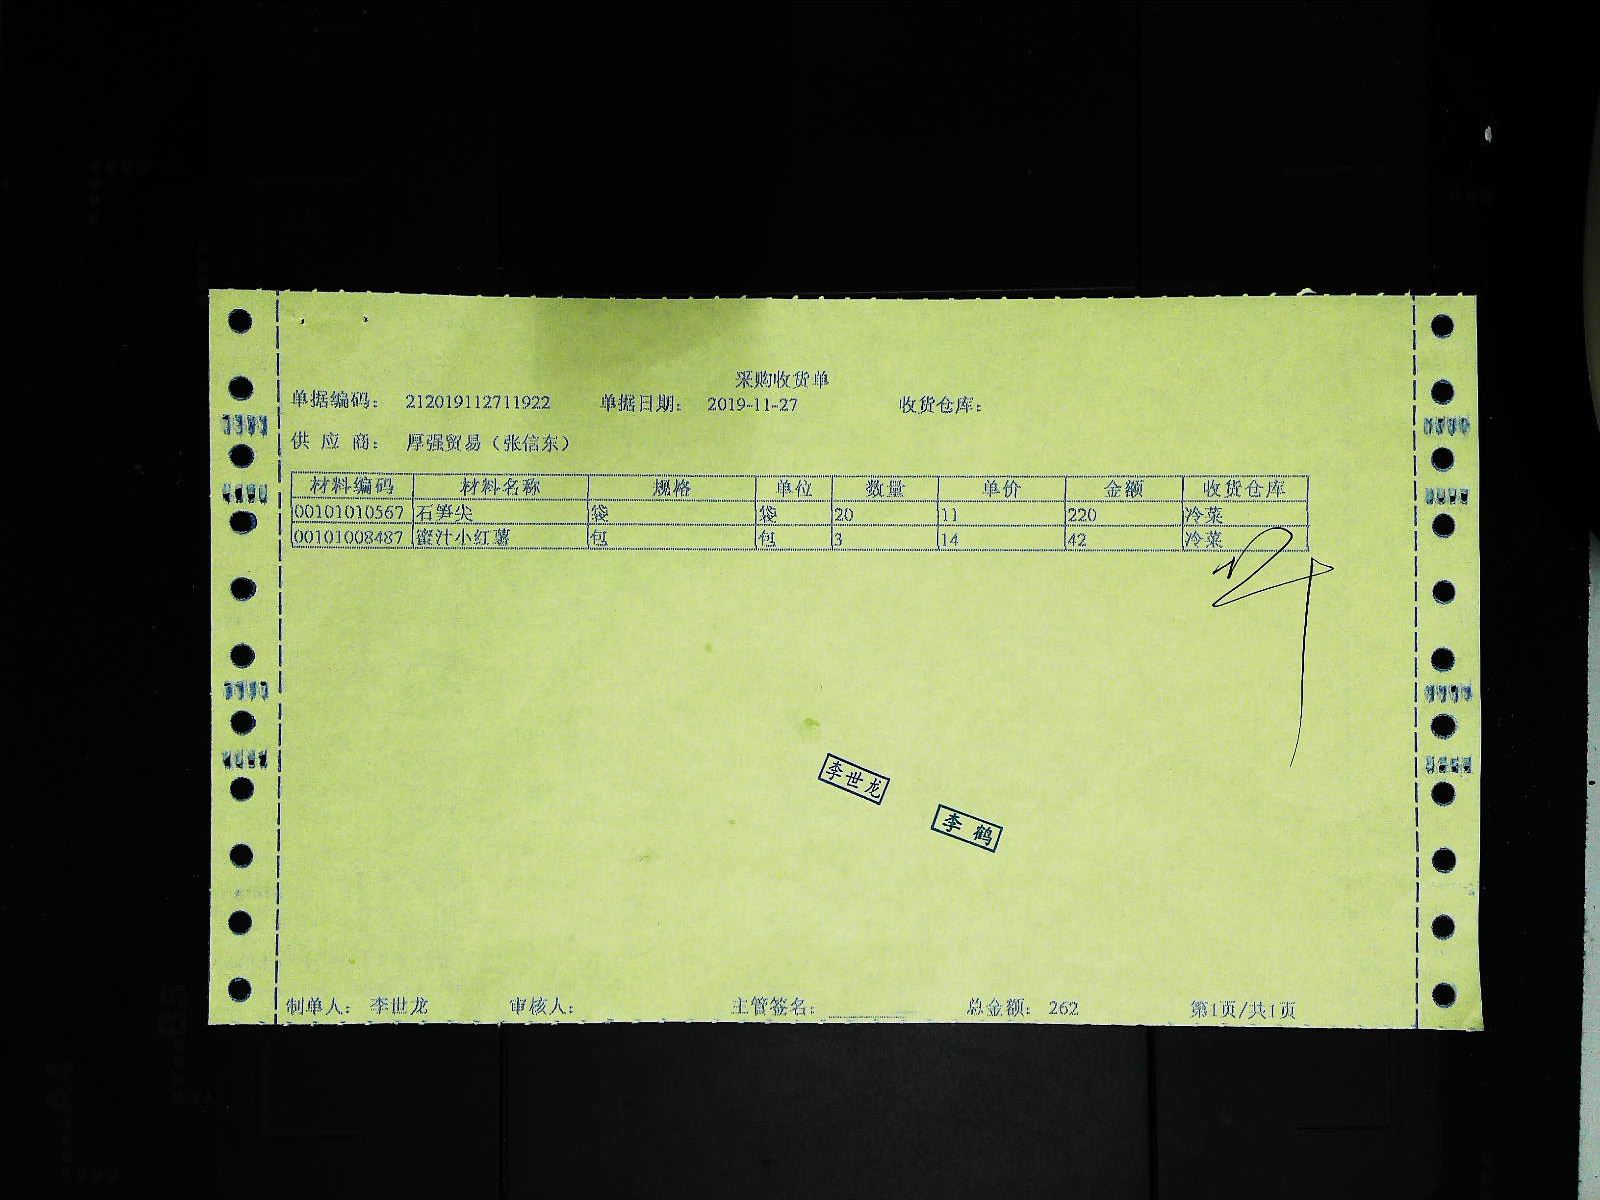 采购收货单
单据编码： 212019112711922 单据日期： 2019-11-27 收货仓库：
供 应 商： 厚强贸易（张信东）
材料编码 材料名称 规格 单位 数量 单价 金额 收货仓库
00101010567 石笋尖 袋 袋 20 11 220 冷菜
00101008487 蜜汁小红薯 包 包 3 14 42 冷菜
李世龙
李鹤
制单人： 李世龙 审核人： 主管签名： 总金额： 262 第1页/共1页